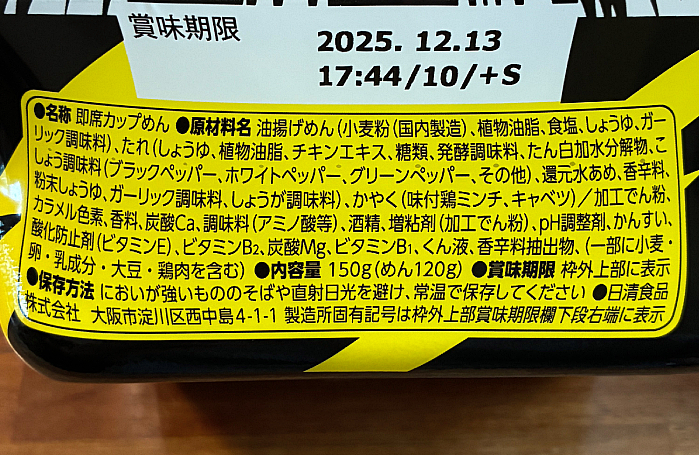 賞味期限
2025. 12.13
17:44/10/+S
●名称 即席カップめん ●原材料名 油揚げめん(小麦粉(国内製造)、植物油脂、食塩、しょうゆ、ガー
リック調味料)、たれ(しょうゆ、植物油脂、チキンエキス、糖類、発酵調味料、たん白加水分解物、こ
しょう調味料(ブラックペッパー、ホワイトペッパー、グリーンペッパー、その他)、還元水あめ、香辛料、
粉末しょうゆ、ガーリック調味料、しょうが調味料)、かやく(味付鶏ミンチ、キャベツ)/加工でん粉、
カラメル色素、香料、炭酸Ca、調味料(アミノ酸等)、酒精、増粘剤(加工でん粉)、pH調整剤、かんすい、
酸化防止剤(ビタミンE)、ビタミンB₂、炭酸Mg、ビタミンB₁、くん液、香辛料抽出物、(一部に小麦・
卵・乳成分・大豆・鶏肉を含む) ●内容量 150g(めん120g) ●賞味期限 枠外上部に表示
●保存方法 においが強いもののそばや直射日光を避け、常温で保存してください ●日清食品
株式会社 大阪市淀川区西中島4-1-1 製造所固有記号は枠外上部賞味期限欄下段右端に表示